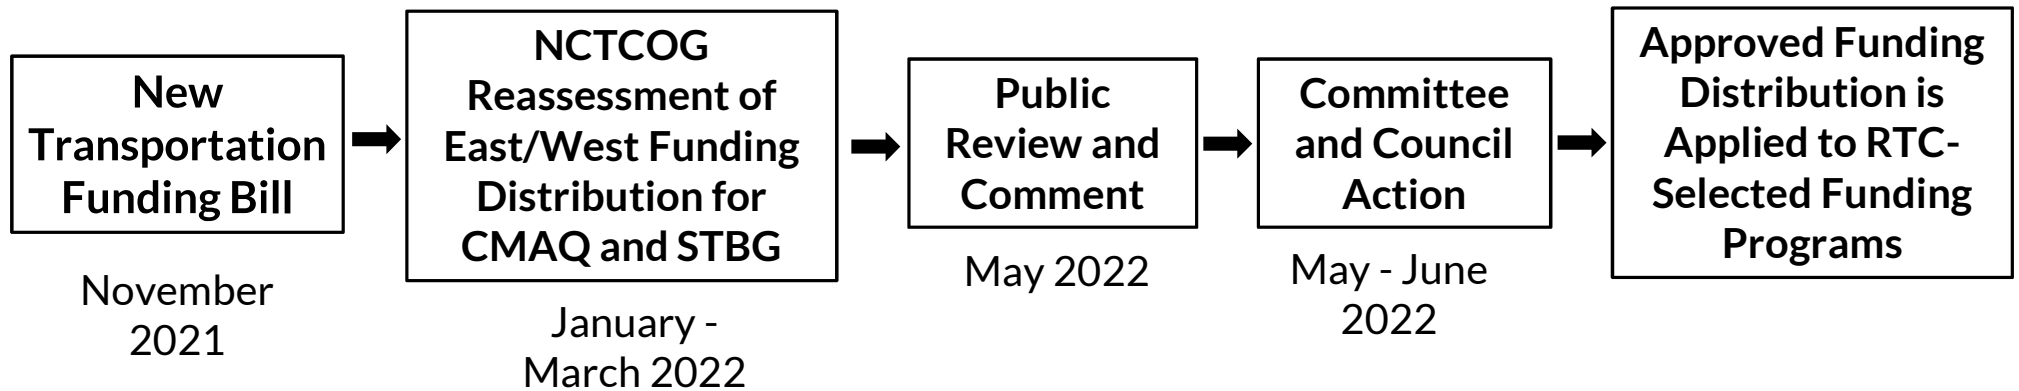 New
Transportation
Funding Bill
November
2021
NCTCOG
Reassessment of
East/West Funding
Distribution for
CMAQ and STBG
January -
March 2022
Public
Review and
Comment
May 2022
Committee
and Council
Action
May - June
2022
Approved Funding
Distribution is
Applied to RTC-
Selected Funding
Programs